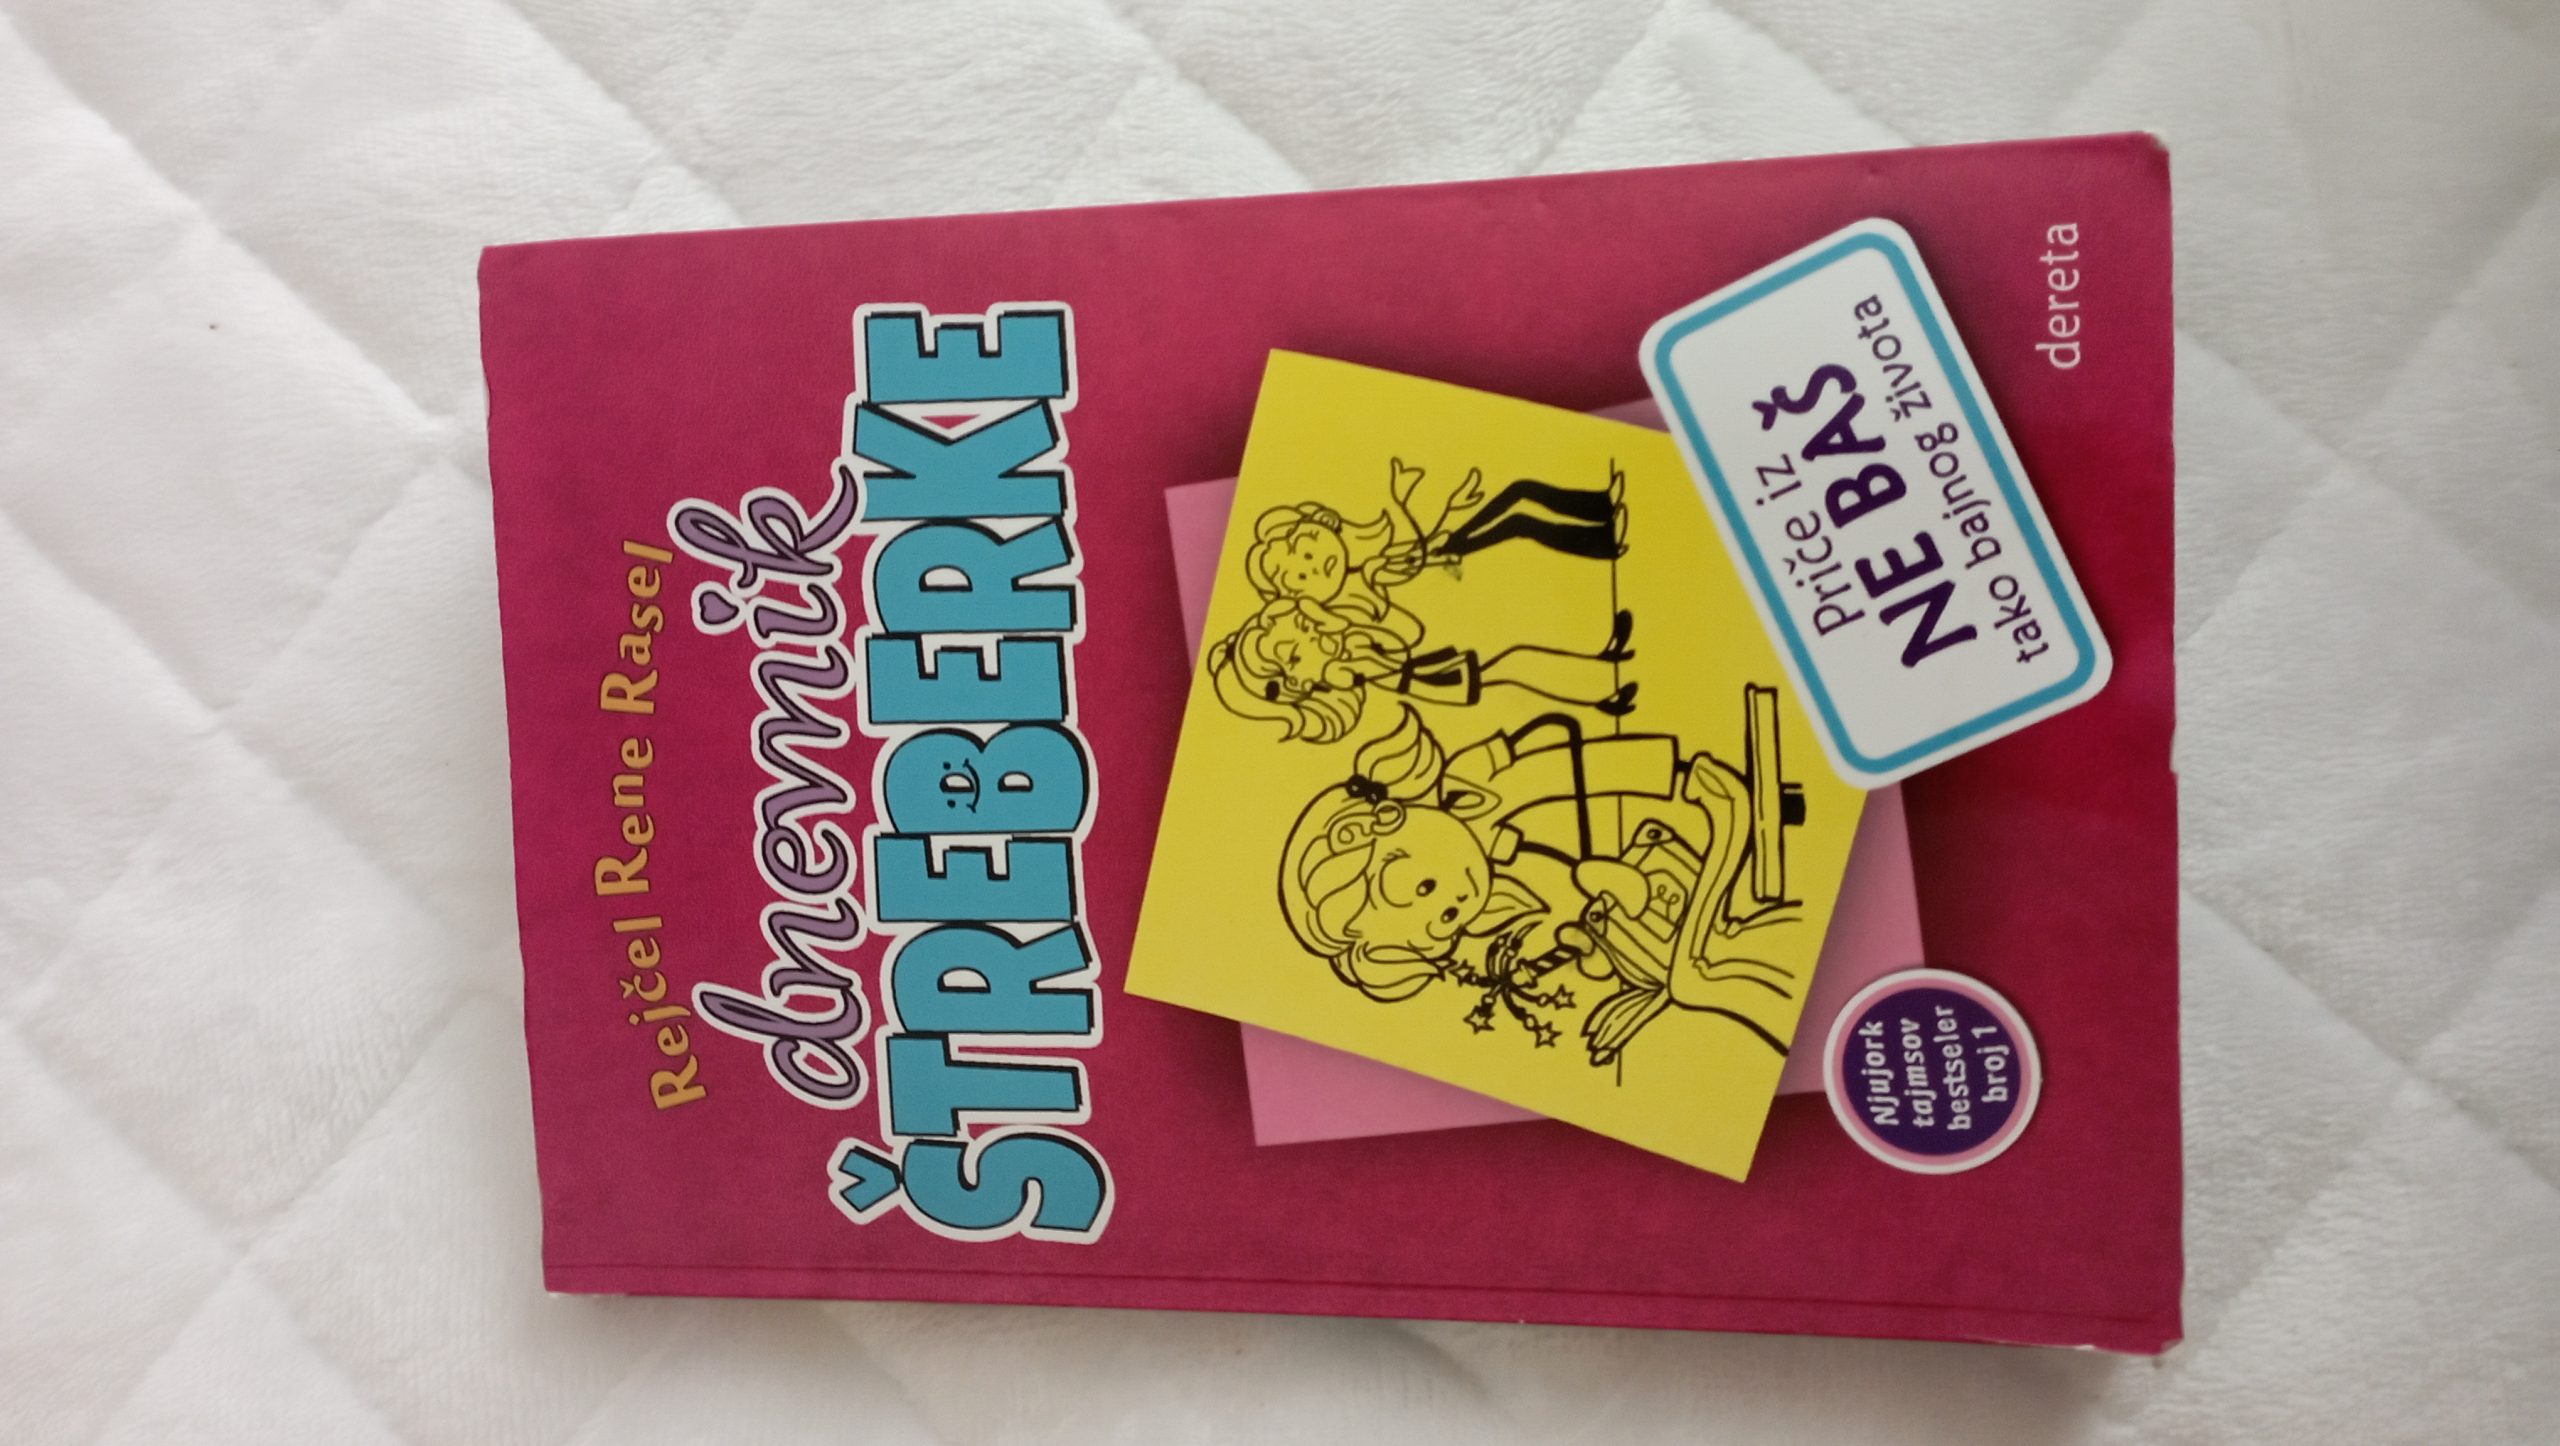 Rejčel Rene Rasel
dnevnik
ŠTREBERKE
Priče iz
NE BAŠ
tako bajnog života
Njujork
tajmsov
bestseler
broj 1
dereta